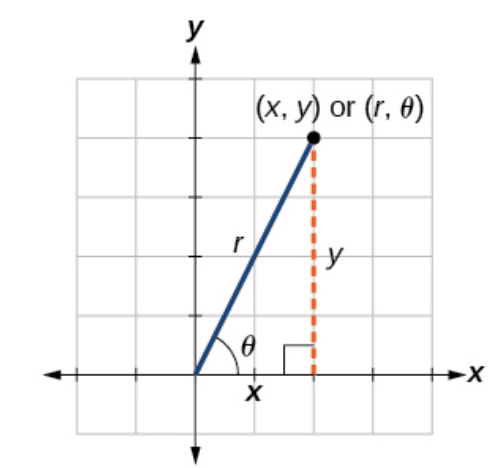 y
(x, y) or (r, θ)
r
y
θ
x
x